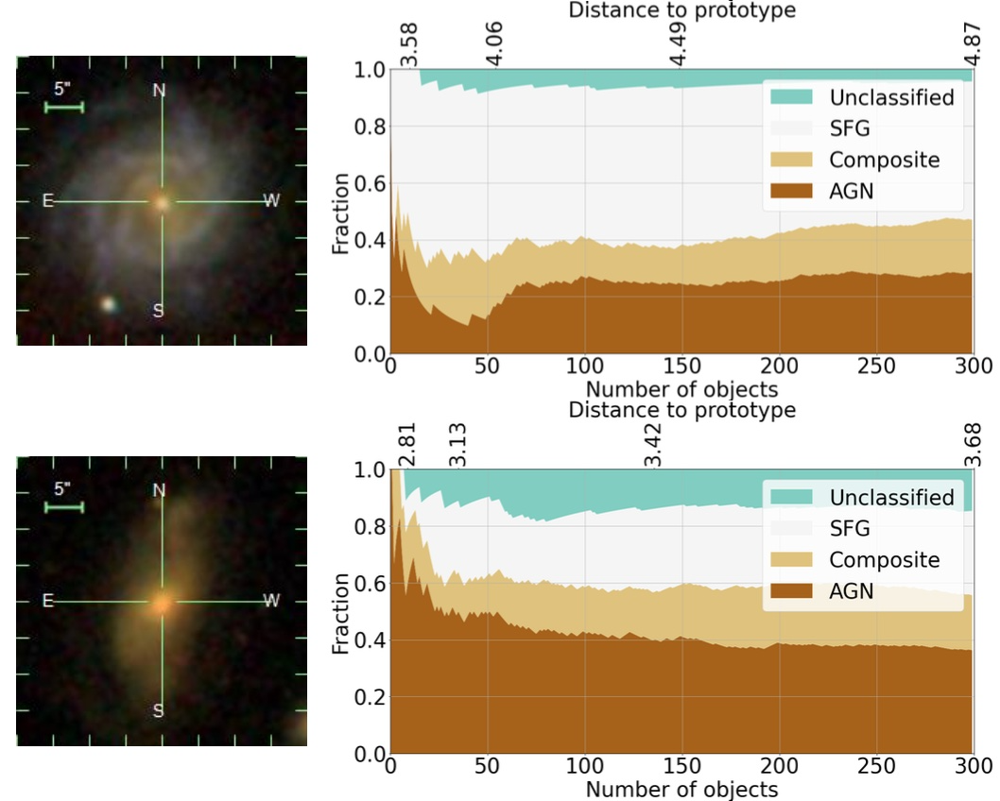 Distance to prototype
3.58
4.06
4.49
4.87
5"
N
E
W
S
1.0
0.8
0.6
0.4
0.2
0.0
Fraction
Unclassified
SFG
Composite
AGN
0 50 100 150 200 250 300
Number of objects
Distance to prototype
2.81
3.13
3.42
3.68
5"
N
E
W
S
1.0
0.8
0.6
0.4
0.2
0.0
Fraction
Unclassified
SFG
Composite
AGN
0 50 100 150 200 250 300
Number of objects